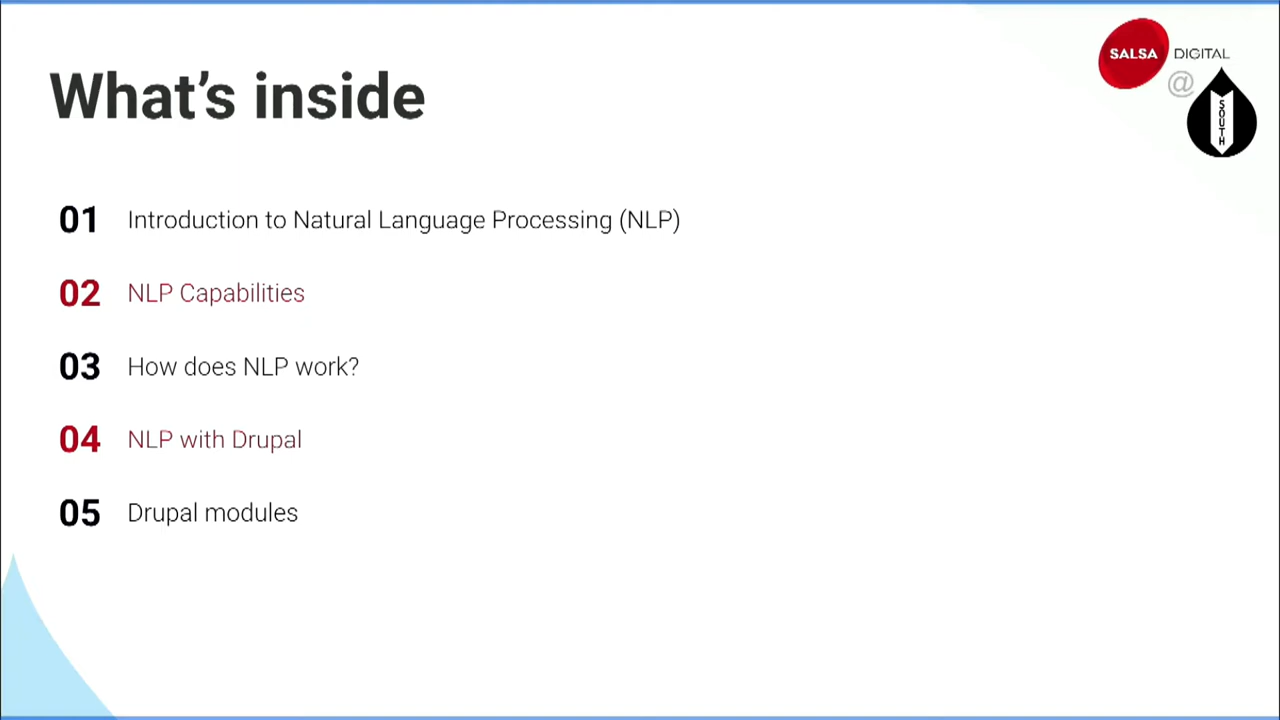 What's inside
SALSA DIGITAL
@
SOUTH
01 Introduction to Natural Language Processing (NLP)
02 NLP Capabilities
03 How does NLP work?
04 NLP with Drupal
05 Drupal modules